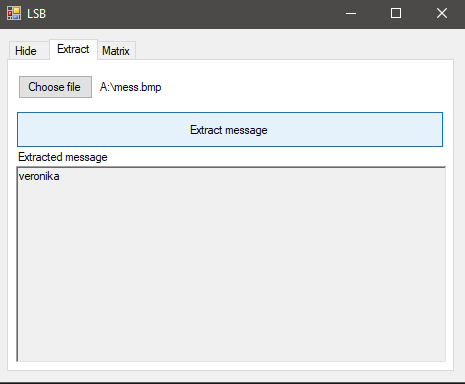 LSB
Hide Extract Matrix
Choose file A:\mess.bmp
Extract message
Extracted message
veronika